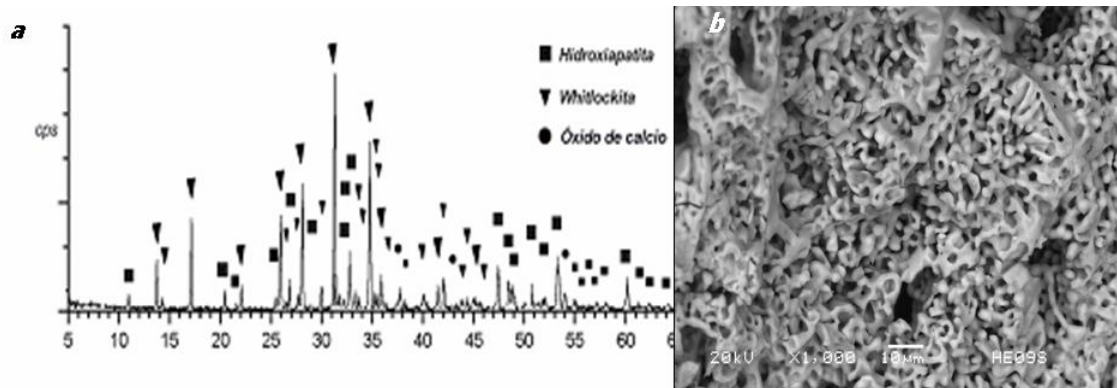 a
Hidroxiapatita
Whitlockita
Óxido de calcio
cps
5 10 15 20 25 30 35 40 45 50 55 60 6
b
20kV X1,000 10µm HE09S